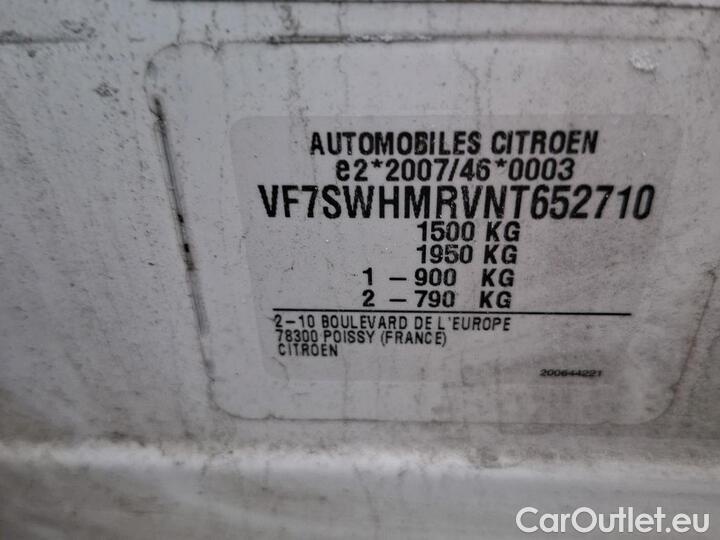 AUTOMOBILES CITROEN
e2*2007/46*0003
VF7SWHMRVNT652710
1500 KG
1950 KG
1 – 900 KG
2 – 790 KG
2–10 BOULEVARD DE L'EUROPE
78300 POISSY (FRANCE)
CITROEN
200644221
CarOutlet.eu